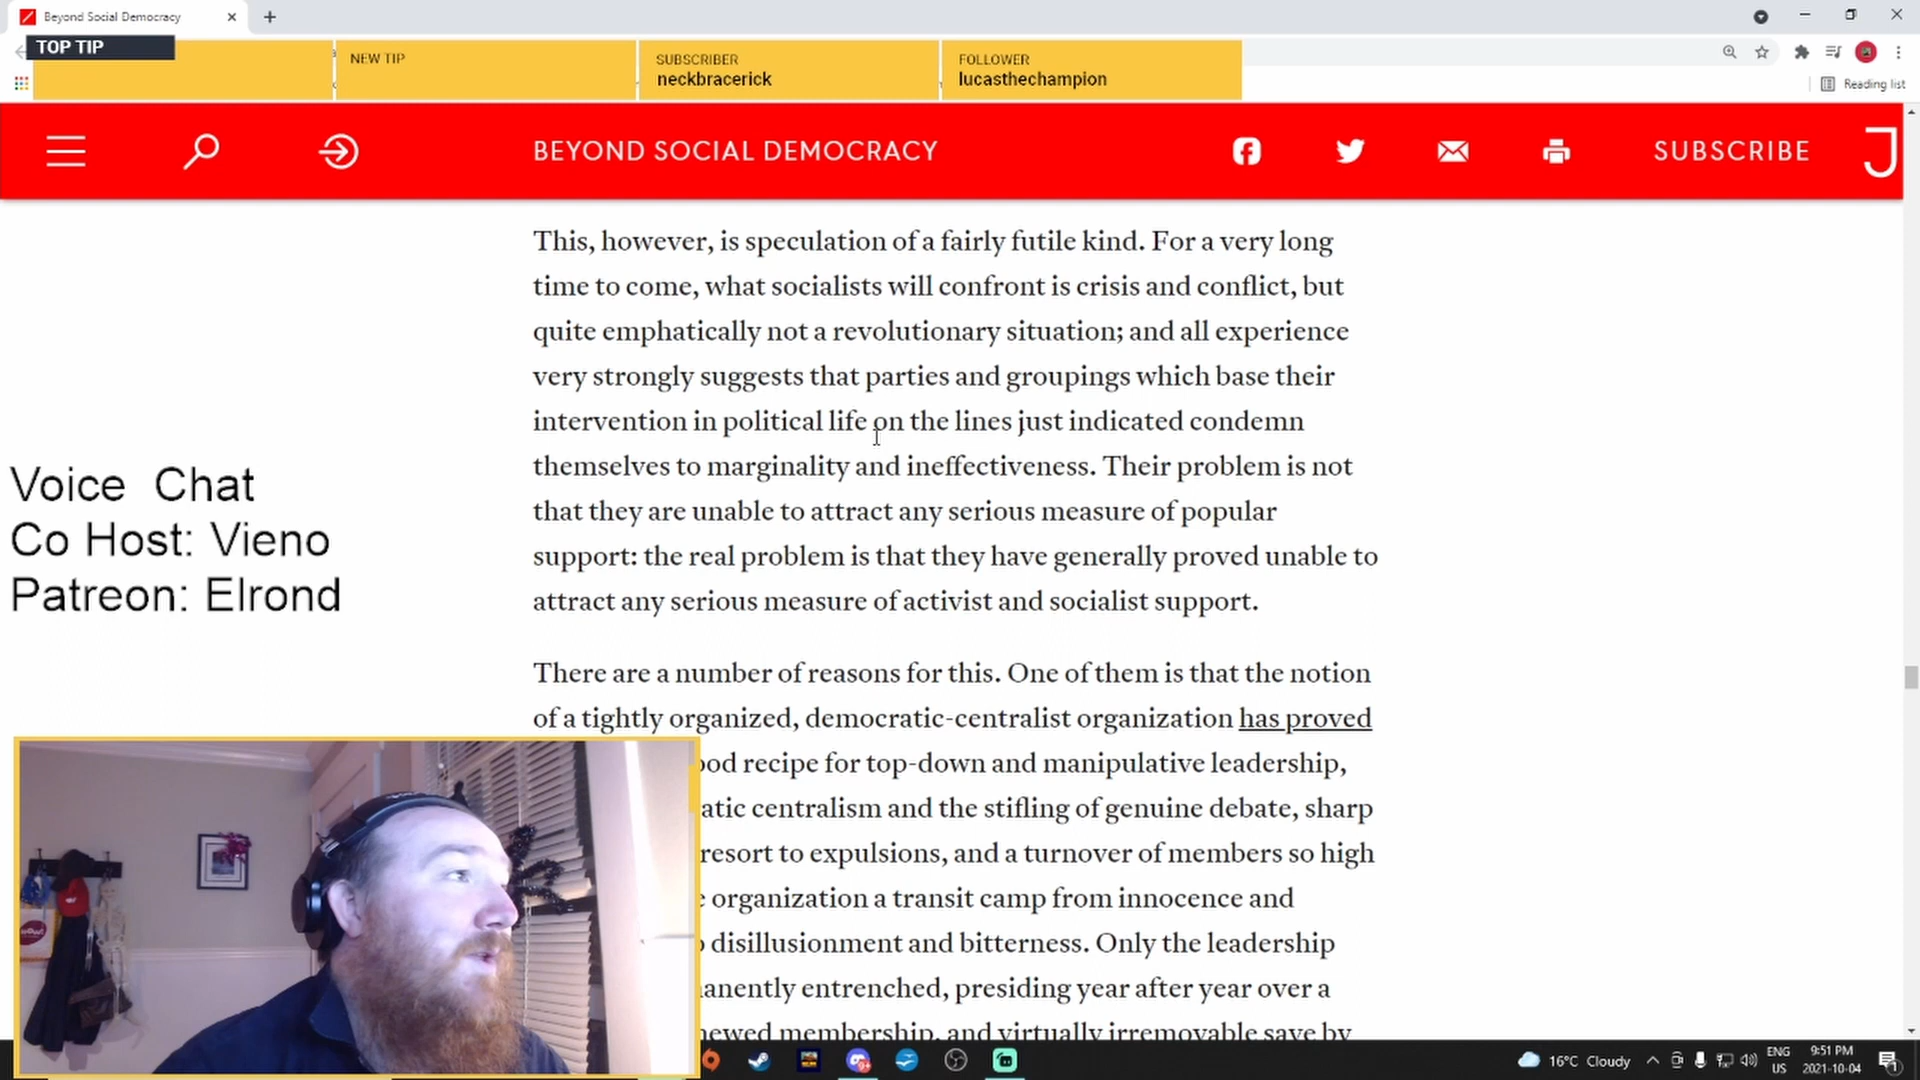 Beyond Social Democracy
TOP TIP
NEW TIP
SUBSCRIBER
neckbracerick
FOLLOWER
lucasthechampion
Reading list
BEYOND SOCIAL DEMOCRACY
SUBSCRIBE
J
This, however, is speculation of a fairly futile kind. For a very long
time to come, what socialists will confront is crisis and conflict, but
quite emphatically not a revolutionary situation; and all experience
very strongly suggests that parties and groupings which base their
intervention in political life on the lines just indicated condemn
themselves to marginality and ineffectiveness. Their problem is not
that they are unable to attract any serious measure of popular
support: the real problem is that they have generally proved unable to
attract any serious measure of activist and socialist support.
There are a number of reasons for this. One of them is that the notion
of a tightly organized, democratic-centralist organization has proved
ood recipe for top-down and manipulative leadership,
atic centralism and the stifling of genuine debate, sharp
resort to expulsions, and a turnover of members so high
organization a transit camp from innocence and
disillusionment and bitterness. Only the leadership
anently entrenched, presiding year after year over a
newed membership, and virtually irremovable save by
Voice Chat
Co Host: Vieno
Patreon: Elrond
16°C Cloudy
ENG
US
9:51 PM
2021-10-04